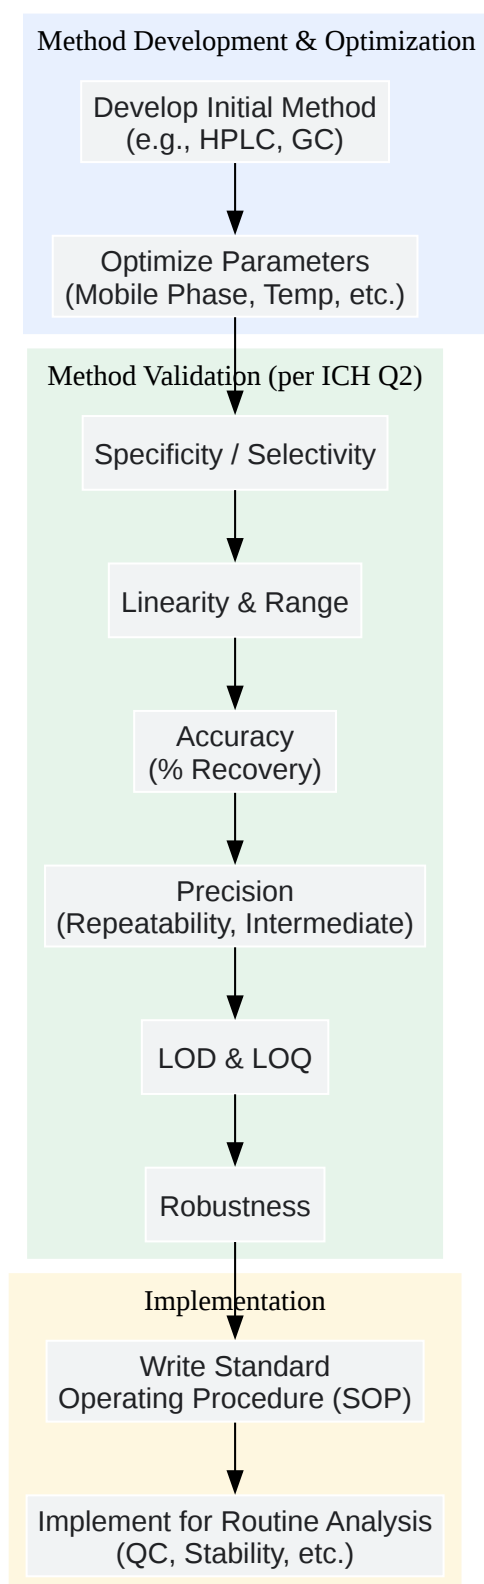 Method Development & Optimization
Develop Initial Method
(e.g., HPLC, GC)
Optimize Parameters
(Mobile Phase, Temp, etc.)
Method Validation (per ICH Q2)
Specificity / Selectivity
Linearity & Range
Accuracy
(% Recovery)
Precision
(Repeatability, Intermediate)
LOD & LOQ
Robustness
Implementation
Write Standard
Operating Procedure (SOP)
Implement for Routine Analysis
(QC, Stability, etc.)